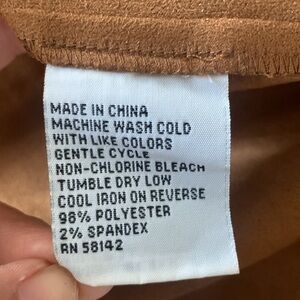 MADE IN CHINA
MACHINE WASH COLD
WITH LIKE COLORS
GENTLE CYCLE
NON-CHLORINE BLEACH
TUMBLE DRY LOW
COOL IRON ON REVERSE
98% POLYESTER
2% SPANDEX
RN 58142